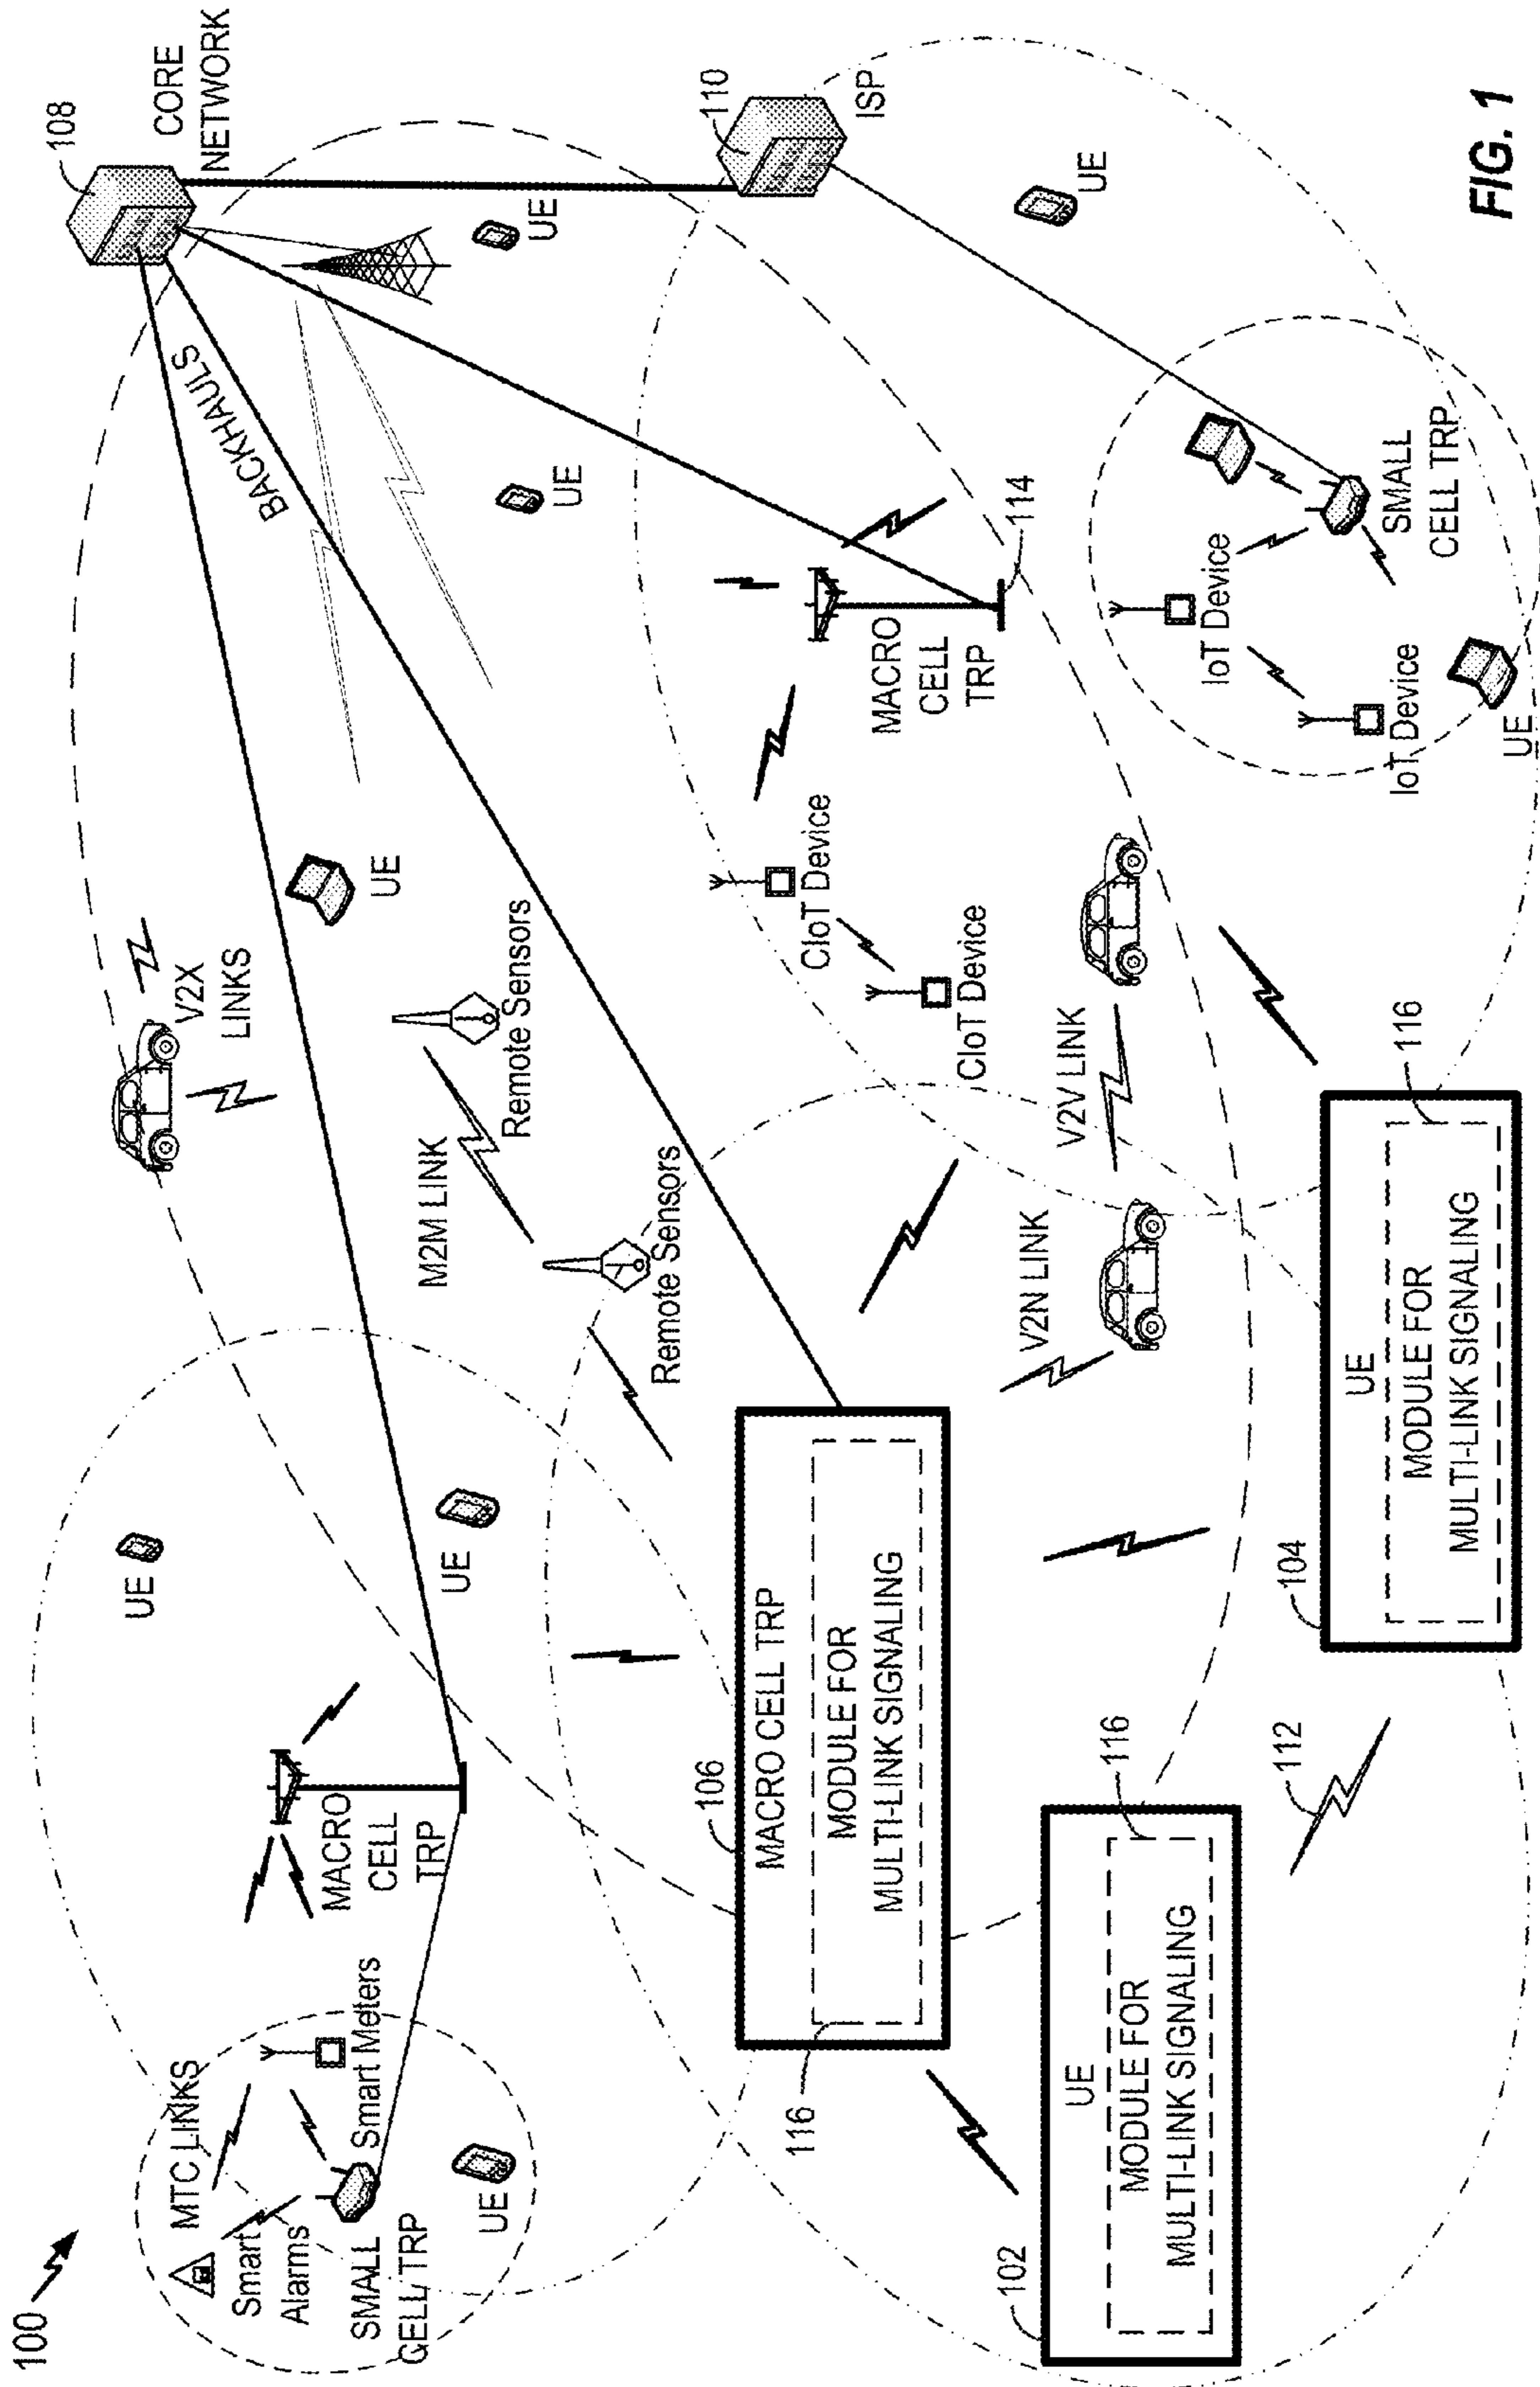 100
MTC LINKS
Smart
Alarms
SMALL
CELL TRP
Smart Meters
UE
MACRO
CELL
TRP
UE
UE
V2X
LINKS
UE
M2M LINK
Remote Sensors
Remote Sensors
BACKHAULS
108
CORE
NETWORK
UE
UE
110
ISP
UE
106
MACRO CELL TRP
MODULE FOR
MULTI-LINK SIGNALING
116
CIoT Device
CIoT Device
MACRO
CELL
TRP
114
V2N LINK
V2V LINK
IoT Device
IoT Device
SMALL
CELL TRP
UE
102
UE
MODULE FOR
MULTI-LINK SIGNALING
116
112
104
UE
MODULE FOR
MULTI-LINK SIGNALING
116
FIG. 1